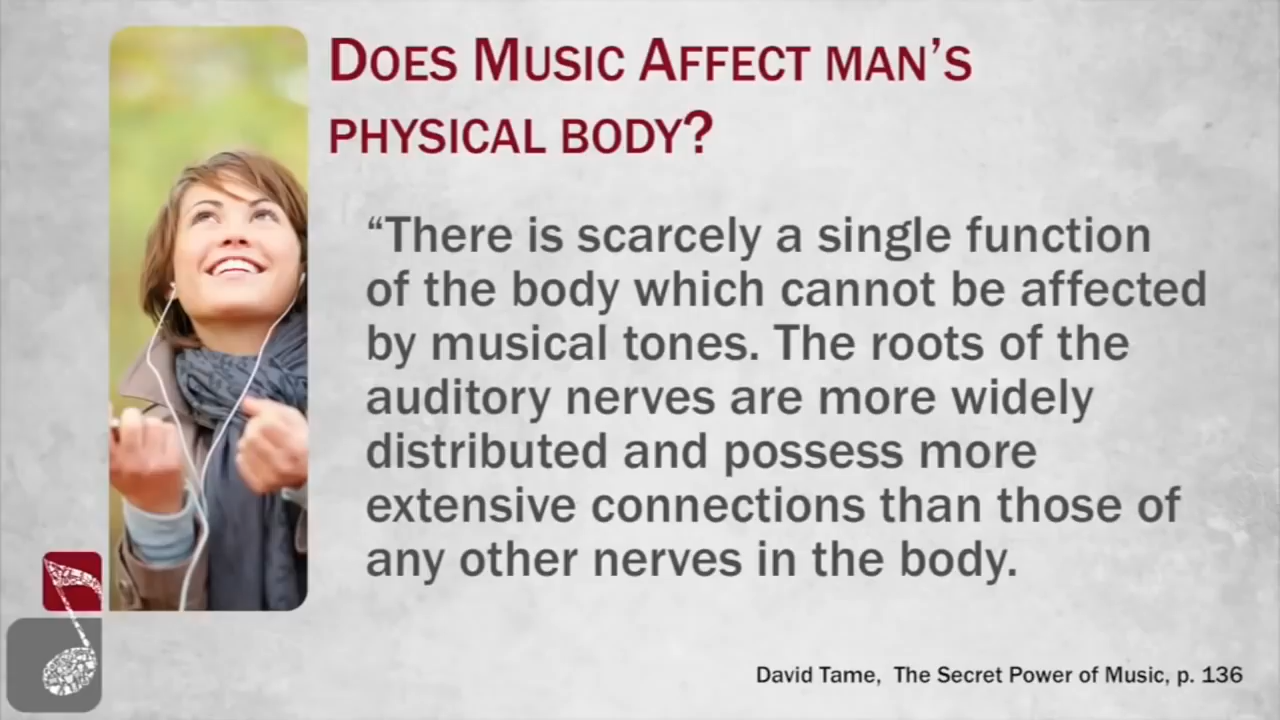 DOES MUSIC AFFECT MAN'S
PHYSICAL BODY?
“There is scarcely a single function
of the body which cannot be affected
by musical tones. The roots of the
auditory nerves are more widely
distributed and possess more
extensive connections than those of
any other nerves in the body.
David Tame, The Secret Power of Music, p. 136